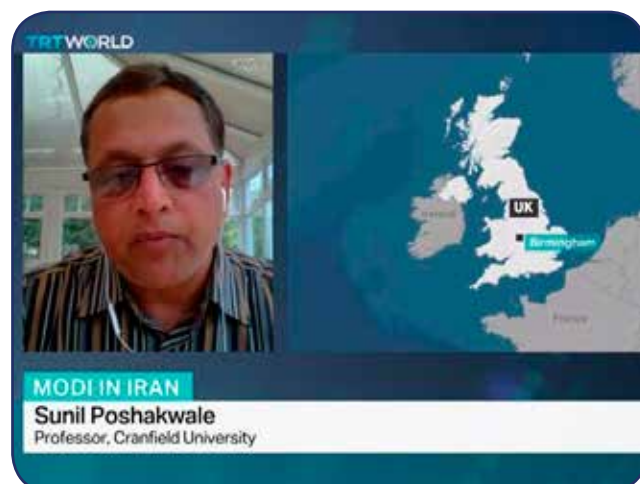 TRTWORLD
Ireland
UK
Birmingham
France
MODI IN IRAN
Sunil Poshakwale
Professor, Cranfield University